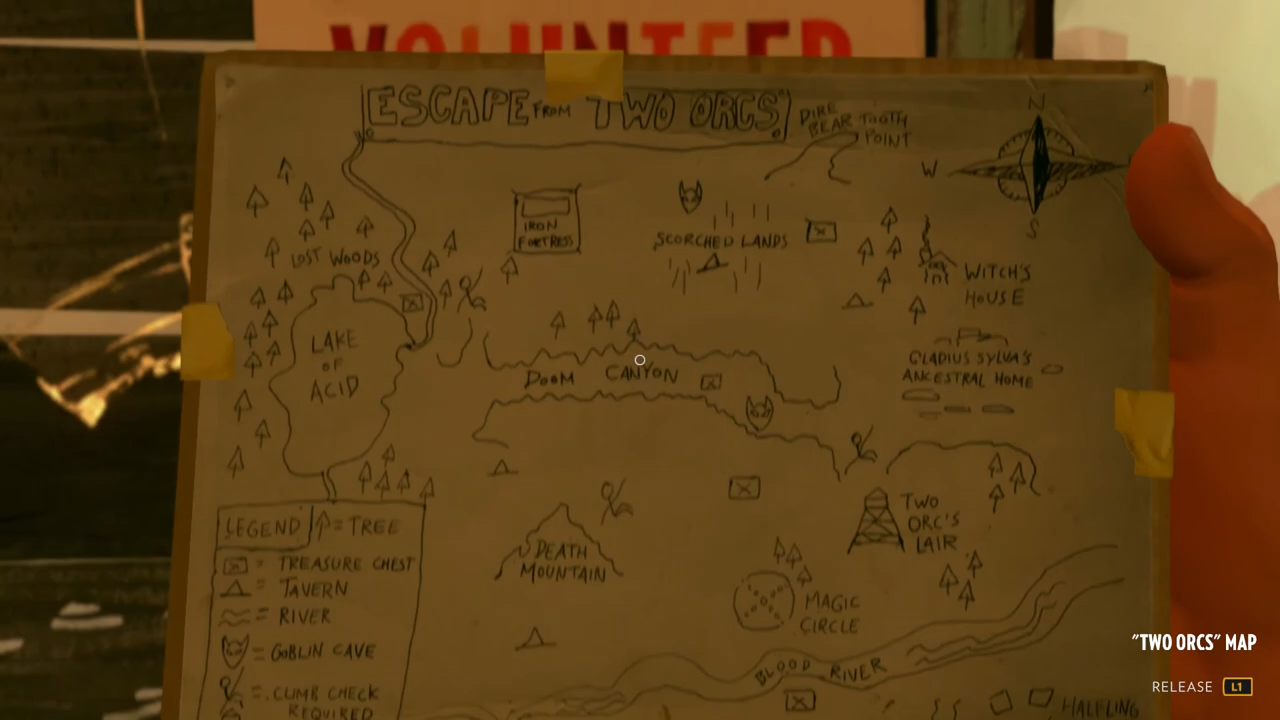 VOLUNTEER
ESCAPE FROM TWO ORCS
DIRE
BEAR TOOTH
POINT
N
W
S
IRON
FORTRESS
SCORCHED LANDS
LOST WOODS
WITCH'S
HOUSE
LAKE
OF
ACID
GLADIUS SYLVA'S
ANCESTRAL HOME
DOOM CANYON
TWO
ORC'S
LAIR
DEATH
MOUNTAIN
MAGIC
CIRCLE
BLOOD RIVER
HALFLING
LEGEND
= TREE
= TREASURE CHEST
= TAVERN
= RIVER
= GOBLIN CAVE
= CLIMB CHECK
REQUIRED
"TWO ORCS" MAP
RELEASE L1